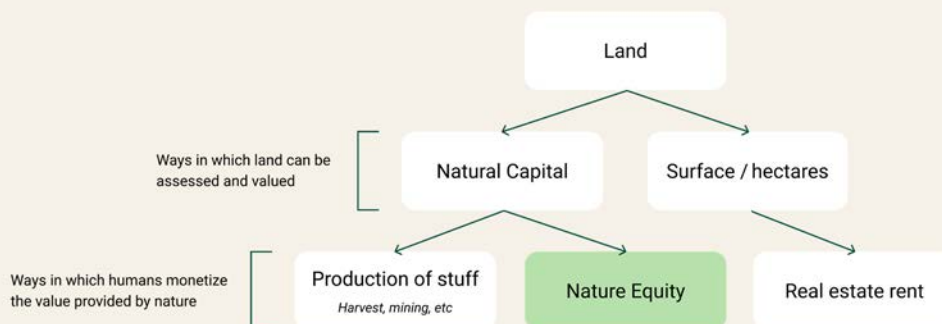 Land
Ways in which land can be
assessed and valued
Natural Capital
Surface / hectares
Ways in which humans monetize
the value provided by nature
Production of stuff
Harvest, mining, etc
Nature Equity
Real estate rent